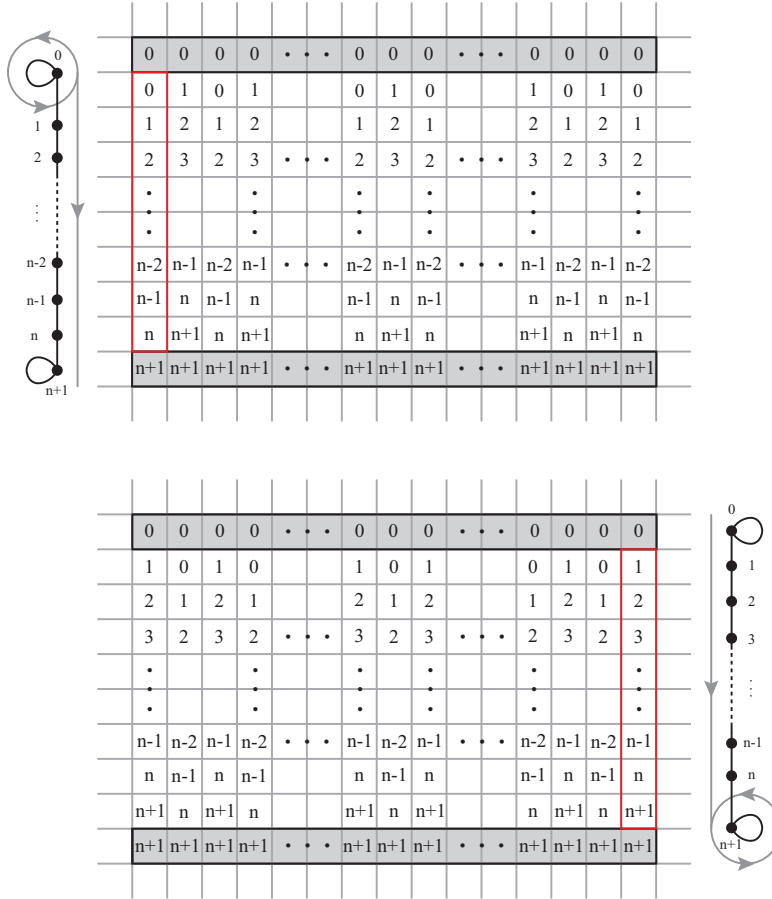 0
0 0 0 0 · · · 0 0 0 · · · 0 0 0 0
0 1 0 1 0 1 0 1 0 1 0
1
1 2 1 2 1 2 1 2 1 2 1
2
2 3 2 3 · · · 2 3 2 · · · 3 2 3 2
⋮
n-2
n-2 n-1 n-2 n-1 · · · n-2 n-1 n-2 · · · n-1 n-2 n-1 n-2
n-1
n-1 n n-1 n n-1 n n-1 n n-1 n n-1
n
n n+1 n n+1 n n+1 n n+1 n n+1 n
n+1 n+1 n+1 n+1 · · · n+1 n+1 n+1 · · · n+1 n+1 n+1 n+1
n+1
0
0 0 0 0 · · · 0 0 0 · · · 0 0 0 0
1 0 1 0 1 0 1 0 1 0 1
1
2 1 2 1 2 1 2 1 2 1 2
2
3 2 3 2 · · · 3 2 3 · · · 2 3 2 3
3
⋮
n-1 n-2 n-1 n-2 · · · n-1 n-2 n-1 · · · n-2 n-1 n-2 n-1
n-1
n n-1 n n-1 n n-1 n n-1 n n-1 n
n
n+1 n n+1 n n+1 n n+1 n n+1 n n+1
n+1 n+1 n+1 n+1 · · · n+1 n+1 n+1 · · · n+1 n+1 n+1 n+1
n+1